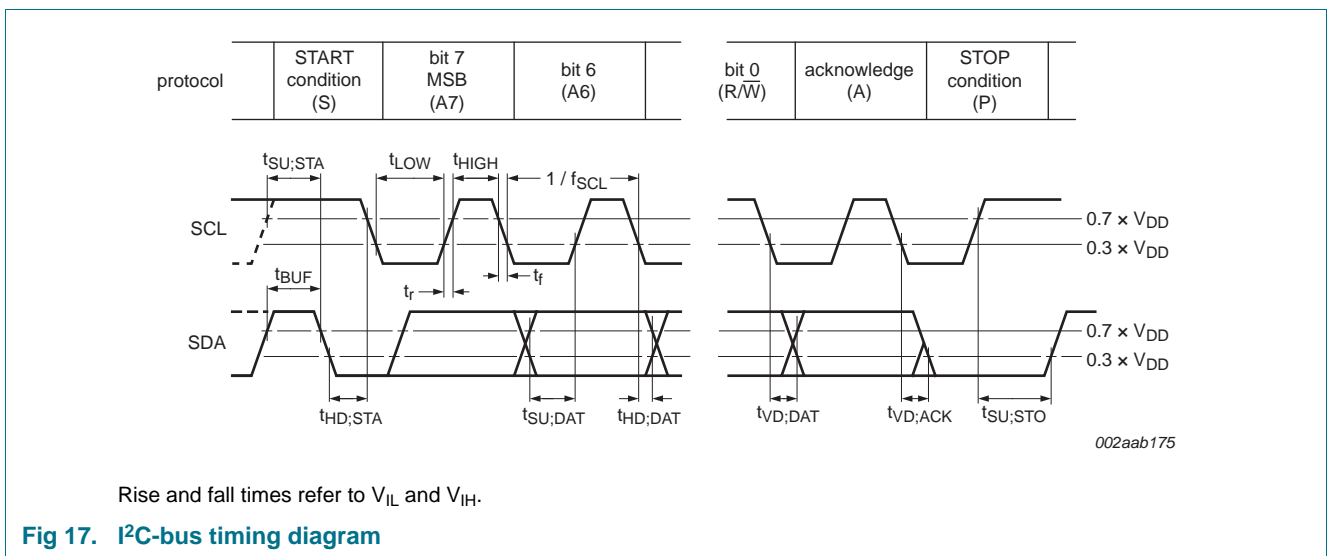 protocol
START condition (S)
bit 7 MSB (A7)
bit 6 (A6)
bit 0 (R/W̅)
acknowledge (A)
STOP condition (P)
tSU;STA
tLOW
tHIGH
1 / fSCL
SCL
0.7 × VDD
0.3 × VDD
tBUF
tr
tf
SDA
0.7 × VDD
0.3 × VDD
tHD;STA
tSU;DAT
tHD;DAT
tVD;DAT
tVD;ACK
tSU;STO
002aab175
Rise and fall times refer to VIL and VIH.
Fig 17. I²C-bus timing diagram